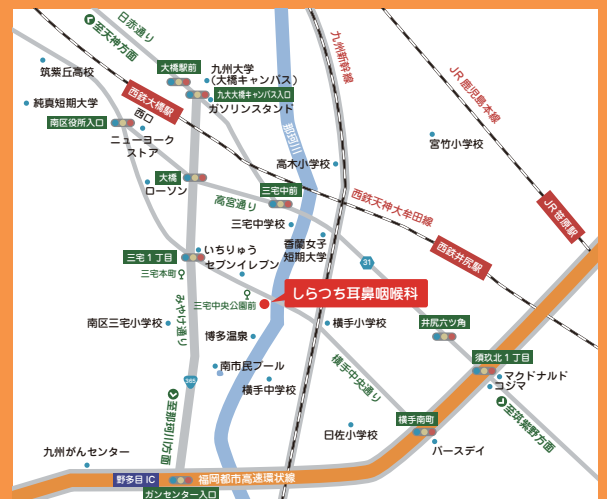 日赤通り
至天神方面
筑紫丘高校
大橋駅前
九州大学
(大橋キャンパス)
九大大橋キャンパス入口
ガソリンスタンド
純真短期大学
西鉄大橋駅
西口
南区役所入口
ニューヨーク
ストア
九州新幹線
JR 鹿児島本線
那珂川
宮竹小学校
高木小学校
大橋
ローソン
高宮通り
三宅中前
西鉄天神大牟田線
JR笹原駅
三宅中学校
香蘭女子
短期大学
西鉄井尻駅
三宅1丁目
いちりゅう
セブンイレブン
31
三宅本町
三宅中央公園前
しらつち耳鼻咽喉科
みやけ通り
南区三宅小学校
博多温泉
横手小学校
井尻六ツ角
須玖北1丁目
マクドナルド
コジマ
南市民プール
横手中学校
横手中央通り
385
至那珂川方面
至筑紫野方面
横手南町
日佐小学校
バースデイ
九州がんセンター
野多目 IC
福岡都市高速環状線
ガンセンター入口